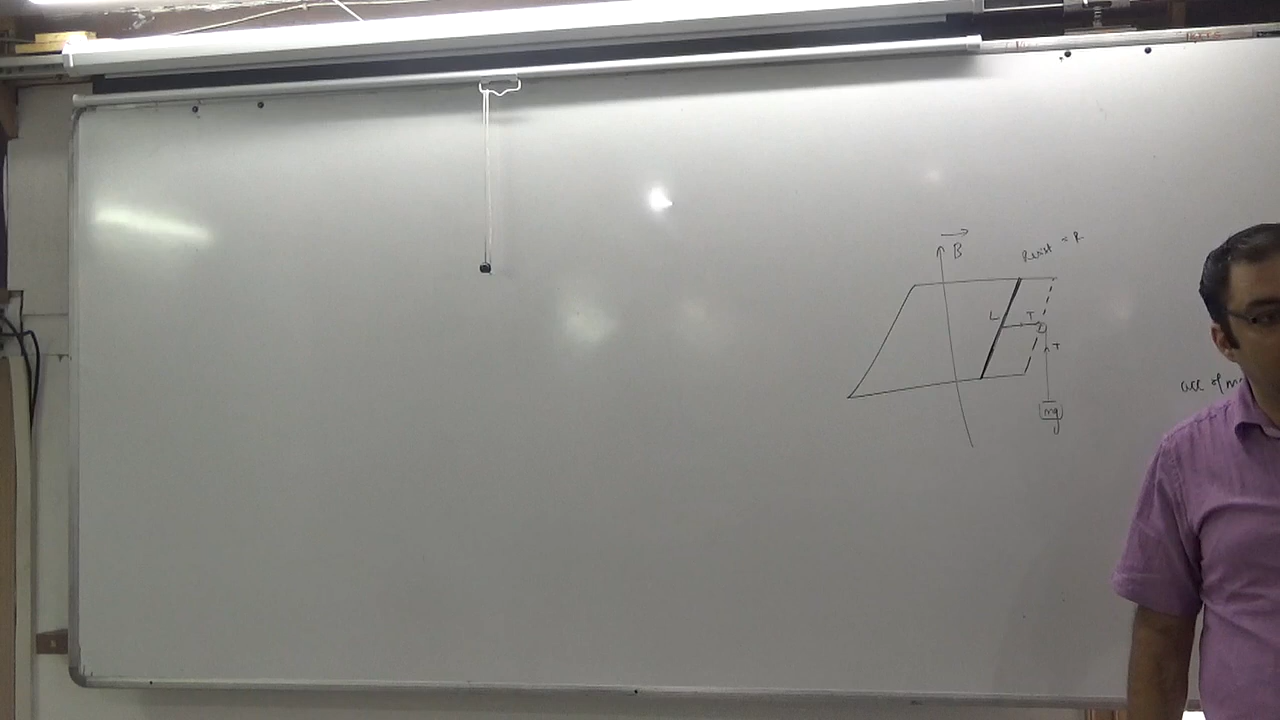 B
Resist = R
L
T
T
mg
acc of m